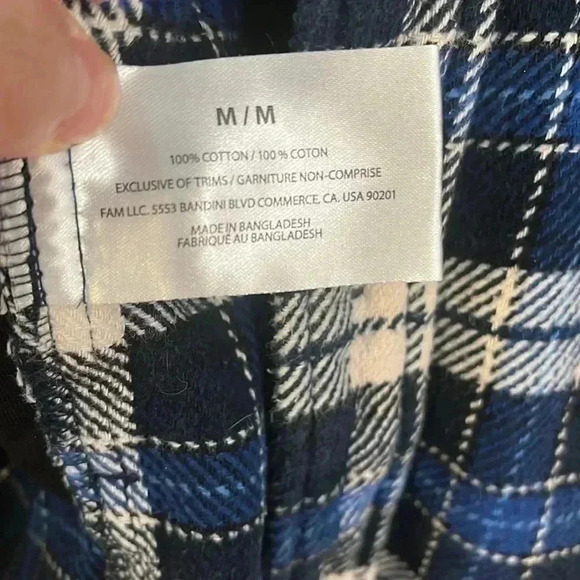 M / M
100% COTTON / 100 % COTON
EXCLUSIVE OF TRIMS / GARNITURE NON-COMPRISE
FAM LLC. 5553 BANDINI BLVD COMMERCE, CA. USA 90201
MADE IN BANGLADESH
FABRIQUE AU BANGLADESH